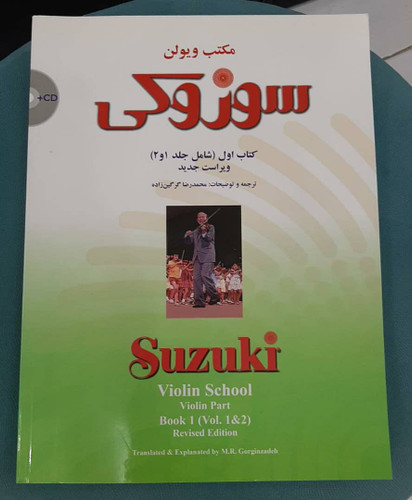 مکتب ویولن
سوزوکی
+CD
کتاب اول (شامل جلد ۱و۲)
ویراست جدید
ترجمه و توضیحات: محمدرضا گرگین‌زاده
Suzuki
Violin School
Violin Part
Book 1 (Vol. 1&2)
Revised Edition
Translated & Explanated by M.R. Gorginzadeh